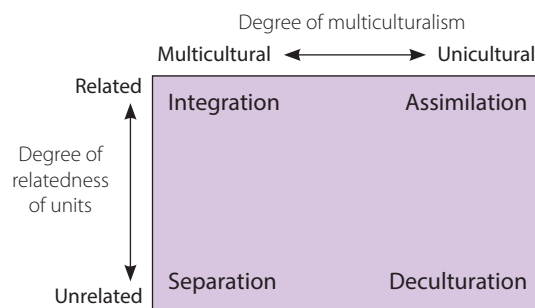 Degree of multiculturalism
Multicultural Unicultural
Related
Integration Assimilation
Degree of
relatedness
of units
Separation Deculturation
Unrelated